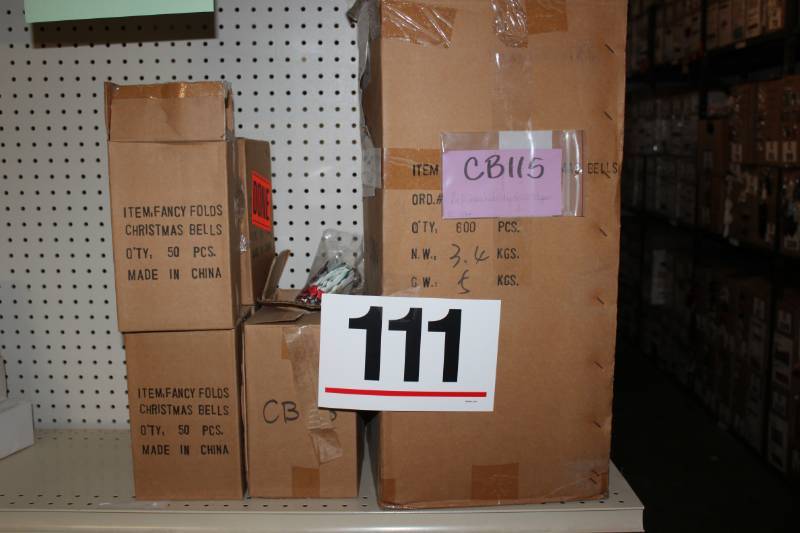 ITEM:FANCY FOLDS
CHRISTMAS BELLS
Q'TY, 50 PCS.
MADE IN CHINA
DONE
ITEM:FANCY FOLDS
CHRISTMAS BELLS
Q'TY, 50 PCS.
MADE IN CHINA
CB
111
CB115
ITEM BELLS
ORD.#
Q'TY, 600 PCS.
N.W.: 3.4 KGS.
G.W.: 5 KGS.